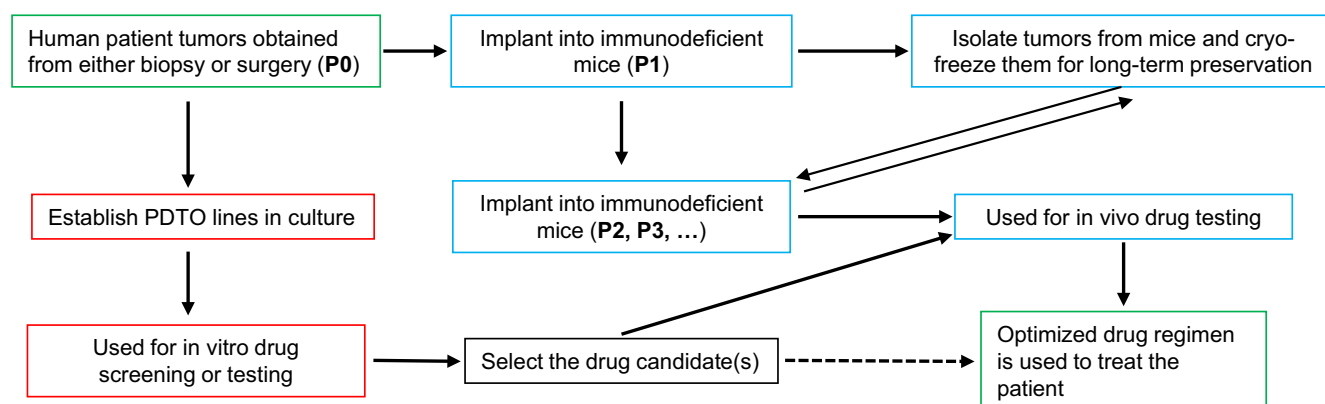 Human patient tumors obtained
from either biopsy or surgery (P0)
Implant into immunodeficient
mice (P1)
Isolate tumors from mice and cryo-
freeze them for long-term preservation
Establish PDTO lines in culture
Implant into immunodeficient
mice (P2, P3, …)
Used for in vivo drug testing
Used for in vitro drug
screening or testing
Select the drug candidate(s)
Optimized drug regimen
is used to treat the
patient